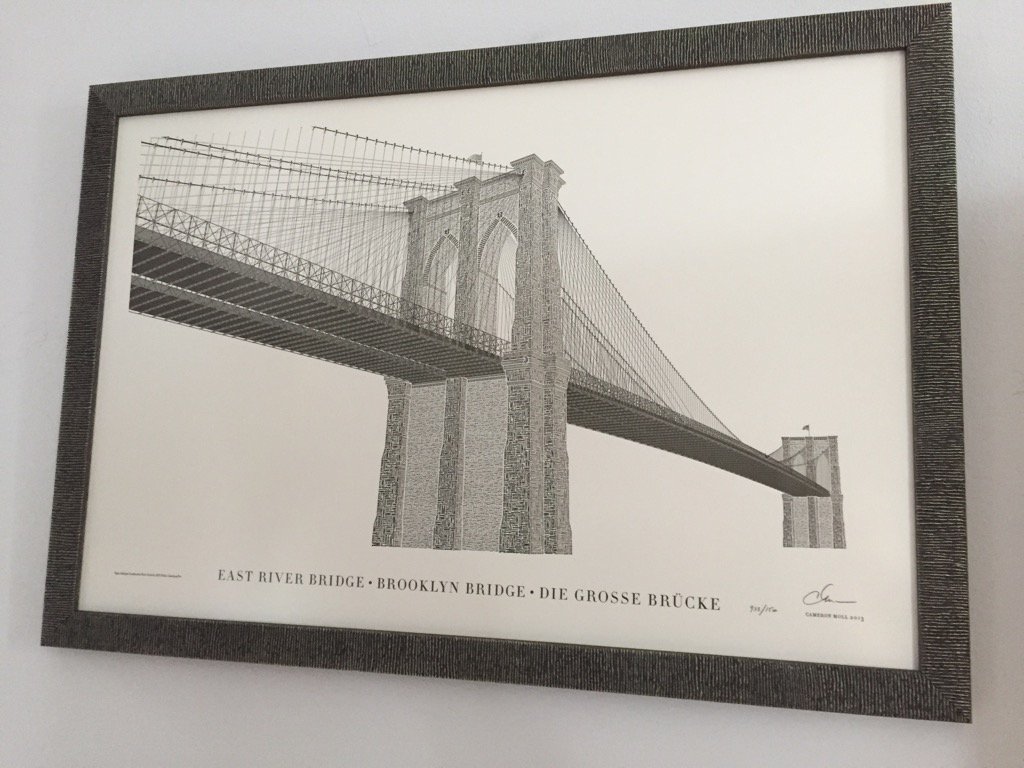 EAST RIVER BRIDGE • BROOKLYN BRIDGE • DIE GROSSE BRÜCKE
CAMERON MOLL 2013